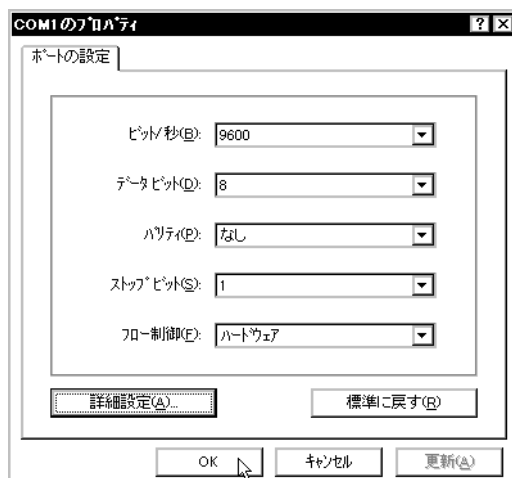 COM1のﾌﾟﾛﾊﾟﾃｨ
ﾎﾟｰﾄの設定
ﾋﾞｯﾄ/秒(B): 9600
ﾃﾞｰﾀ ﾋﾞｯﾄ(D): 8
ﾊﾟﾘﾃｨ(P): なし
ｽﾄｯﾌﾟ ﾋﾞｯﾄ(S): 1
ﾌﾛｰ制御(F): ﾊｰﾄﾞｳｪｱ
詳細設定(A)... 標準に戻す(R)
OK ｷｬﾝｾﾙ 更新(A)